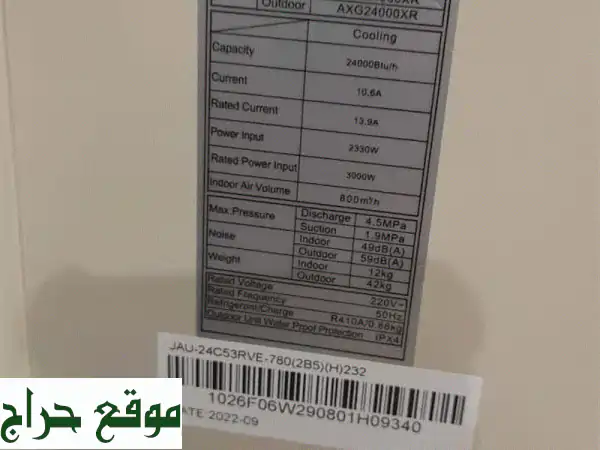 Outdoor AXG24000XR
Cooling
Capacity 24000Btu/h
Current 10.6A
Rated Current 13.9A
Power Input 2330W
Rated Power Input 3000W
Indoor Air Volume 800m³/h
Max.Pressure Discharge 4.5MPa
Suction 1.9MPa
Noise Indoor 49dB(A)
Outdoor 59dB(A)
Weight Indoor 12kg
Outdoor 42kg
Rated Voltage 220V~
Rated Frequency 50Hz
Refrigerant/Charge R410A/0.88kg
Outdoor Unit Water Proof Protection IPX4
JAU-24C53RVE-780(2B5)(H)232
1026F06W290801H09340
ATE 2022-09
موقع حراج